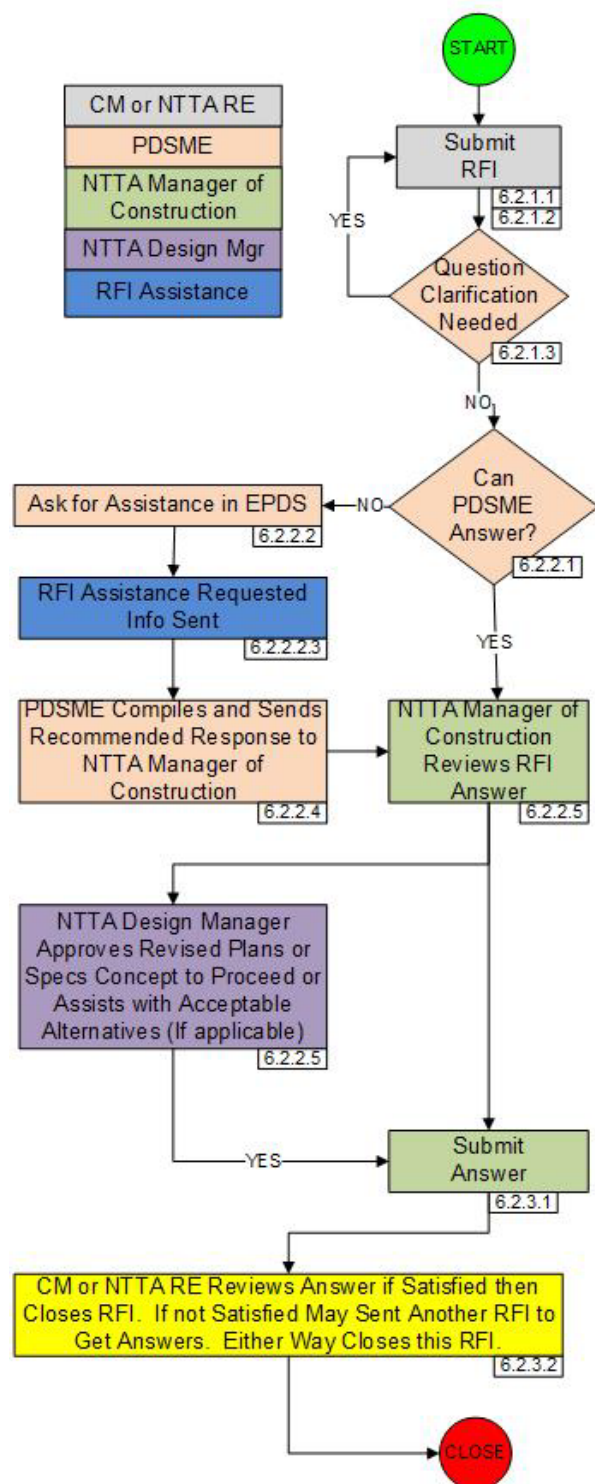 START
CM or NTTA RE
PDSME
NTTA Manager of
Construction
NTTA Design Mgr
RFI Assistance
Submit
RFI
6.2.1.1
6.2.1.2
YES
Question
Clarification
Needed
6.2.1.3
NO
Can
PDSME
Answer?
6.2.2.1
NO
Ask for Assistance in EPDS
6.2.2.2
RFI Assistance Requested
Info Sent
6.2.2.2.3
YES
PDSME Compiles and Sends
Recommended Response to
NTTA Manager of
Construction
6.2.2.4
NTTA Manager of
Construction
Reviews RFI
Answer
6.2.2.5
NTTA Design Manager
Approves Revised Plans or
Specs Concept to Proceed or
Assists with Acceptable
Alternatives (If applicable)
6.2.2.5
YES
Submit
Answer
6.2.3.1
CM or NTTA RE Reviews Answer if Satisfied then
Closes RFI. If not Satisfied May Sent Another RFI to
Get Answers. Either Way Closes this RFI.
6.2.3.2
CLOSE